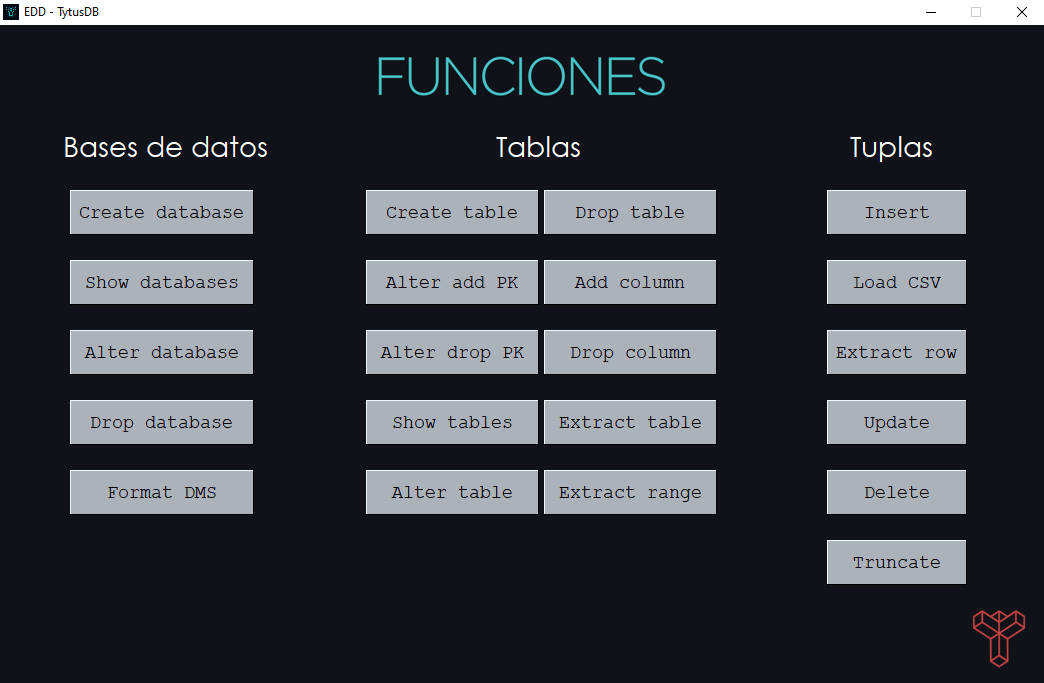 EDD - TytusDB
FUNCIONES
Bases de datos
Create database
Show databases
Alter database
Drop database
Format DMS
Tablas
Create table
Drop table
Alter add PK
Add column
Alter drop PK
Drop column
Show tables
Extract table
Alter table
Extract range
Tuplas
Insert
Load CSV
Extract row
Update
Delete
Truncate